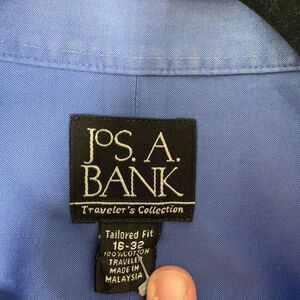 JOS. A.
BANK
Traveler's Collection
Tailored Fit
16-32
100% COTTON
TRAVELER
MADE IN
MALAYSIA